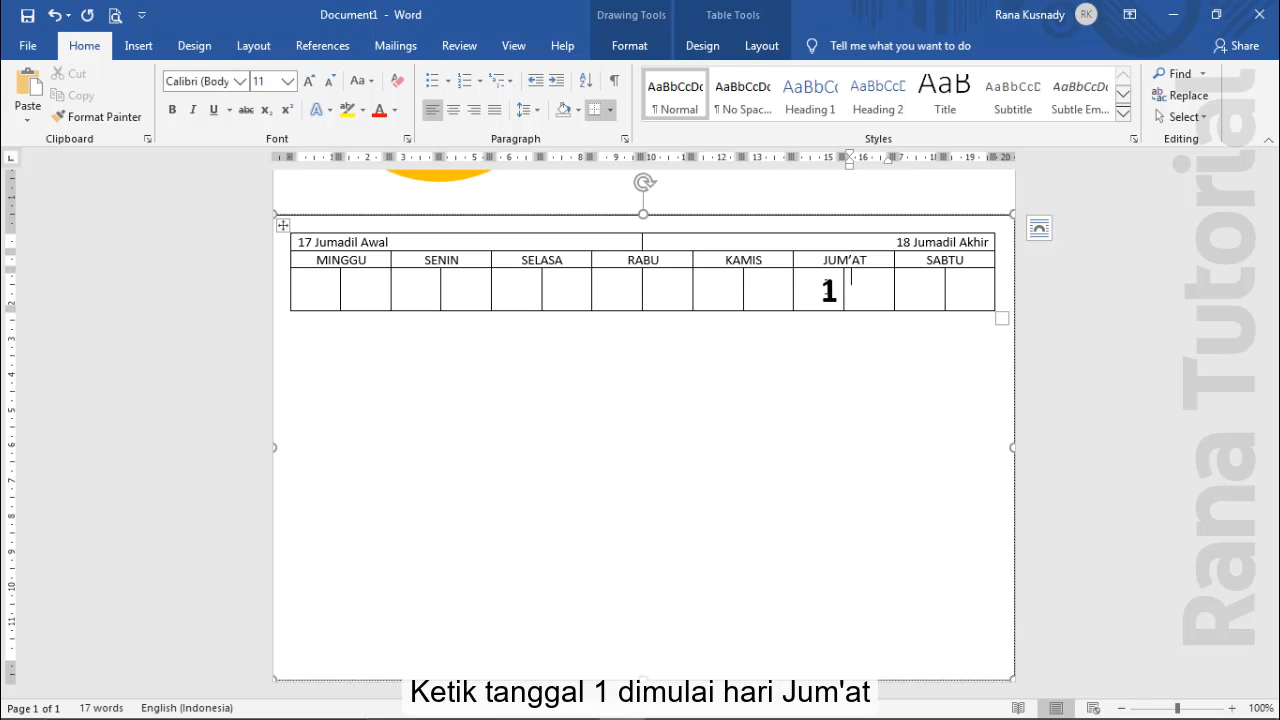 Document1 - Word
Drawing Tools
Table Tools
Rana Kusnady
RK
File
Home
Insert
Design
Layout
References
Mailings
Review
View
Help
Format
Design
Layout
Tell me what you want to do
Share
Paste
Cut
Copy
Format Painter
Clipboard
Calibri (Body
11
Font
Paragraph
AaBbCcDc
¶ Normal
AaBbCcDc
¶ No Spac...
AaBbCcD
Heading 1
AaBbCcD
Heading 2
AaB
Title
AaBbCcD
Subtitle
AaBbCcD
Subtle Em...
Styles
Find
Replace
Select
Editing
17 Jumadil Awal
18 Jumadil Akhir
MINGGU SENIN SELASA RABU KAMIS JUM’AT SABTU
1
Rana Tutorial
Ketik tanggal 1 dimulai hari Jum'at
Page 1 of 1
17 words
English (Indonesia)
100%